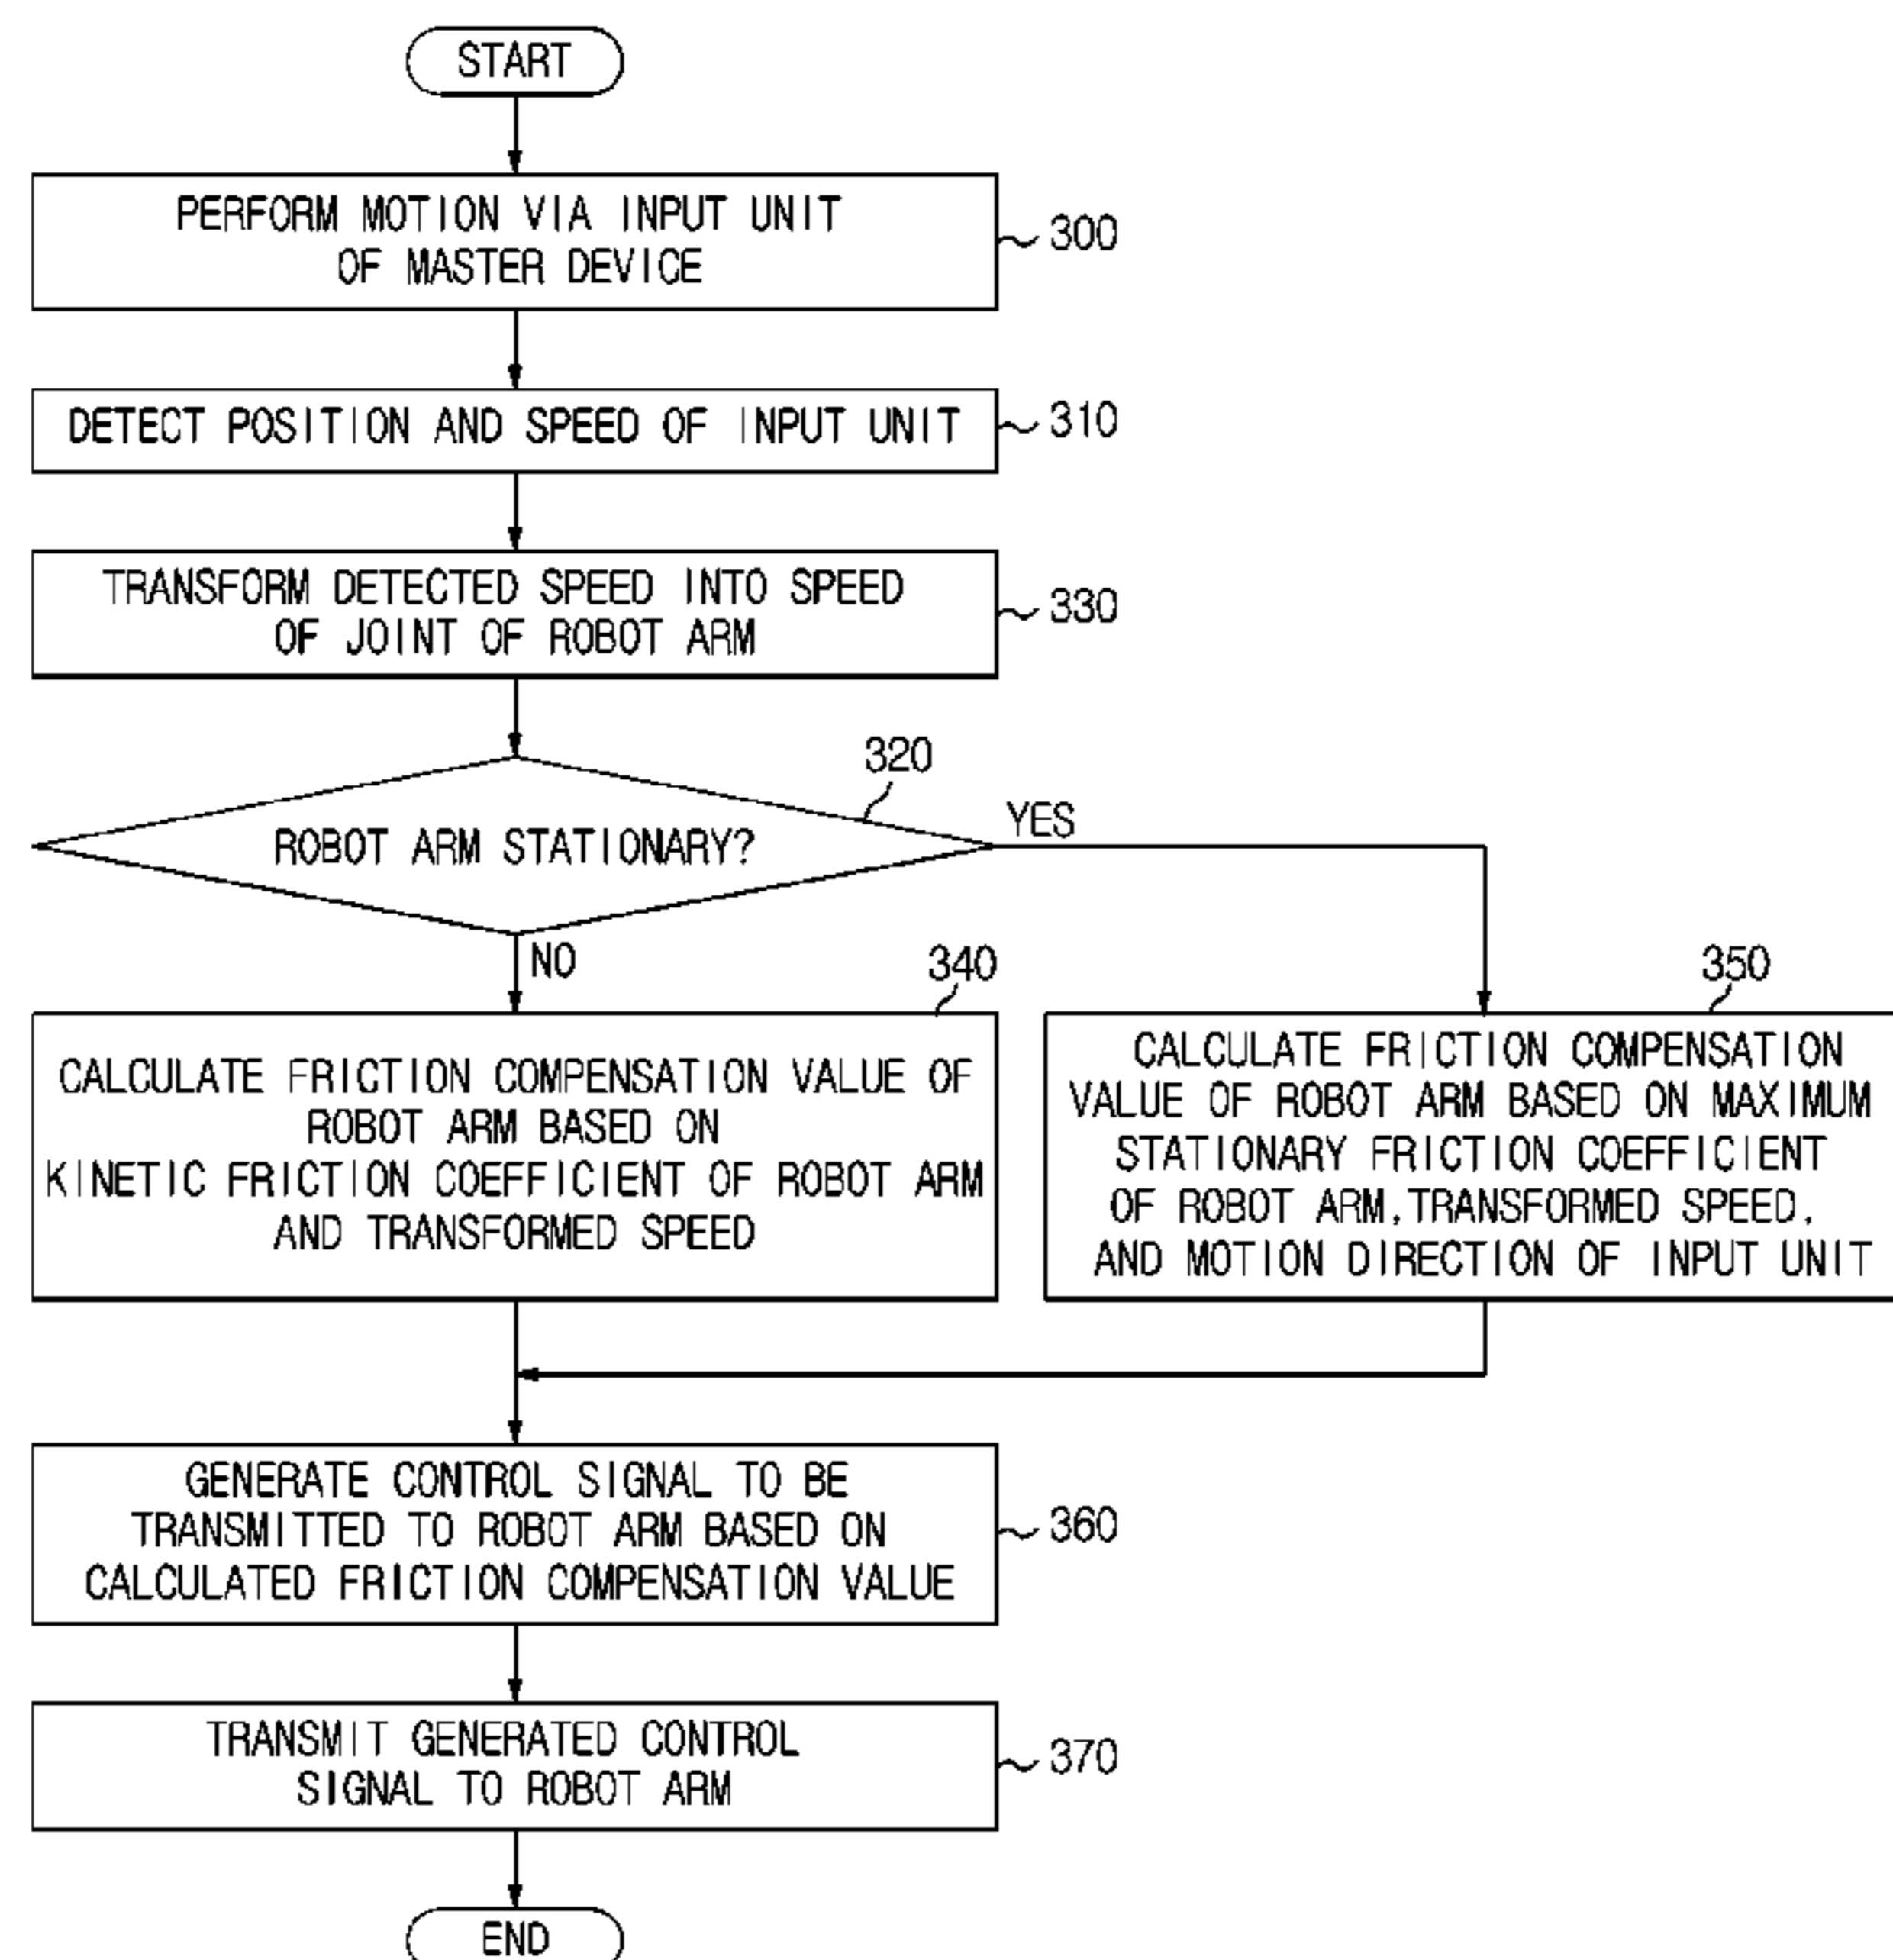 START
PERFORM MOTION VIA INPUT UNIT
OF MASTER DEVICE
300
DETECT POSITION AND SPEED OF INPUT UNIT
310
TRANSFORM DETECTED SPEED INTO SPEED
OF JOINT OF ROBOT ARM
330
320
ROBOT ARM STATIONARY?
YES
NO
340
CALCULATE FRICTION COMPENSATION VALUE OF
ROBOT ARM BASED ON
KINETIC FRICTION COEFFICIENT OF ROBOT ARM
AND TRANSFORMED SPEED
350
CALCULATE FRICTION COMPENSATION
VALUE OF ROBOT ARM BASED ON MAXIMUM
STATIONARY FRICTION COEFFICIENT
OF ROBOT ARM,TRANSFORMED SPEED,
AND MOTION DIRECTION OF INPUT UNIT
GENERATE CONTROL SIGNAL TO BE
TRANSMITTED TO ROBOT ARM BASED ON
CALCULATED FRICTION COMPENSATION VALUE
360
TRANSMIT GENERATED CONTROL
SIGNAL TO ROBOT ARM
370
END